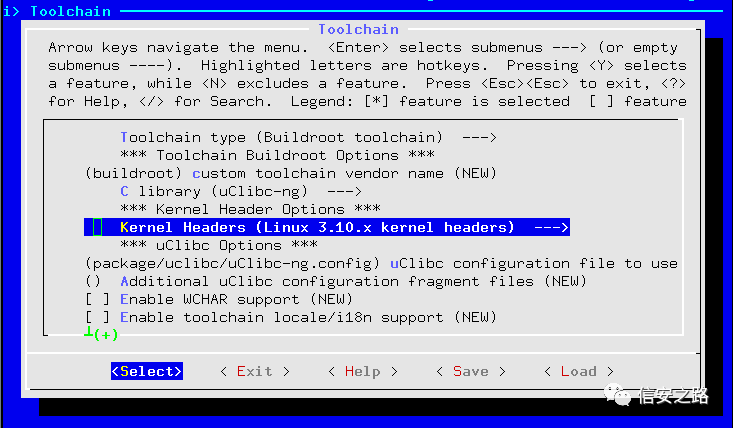 i> Toolchain
Toolchain
Arrow keys navigate the menu.  <Enter> selects submenus ---> (or empty
submenus ----).  Highlighted letters are hotkeys.  Pressing <Y> selects
a feature, while <N> excludes a feature.  Press <Esc><Esc> to exit, <?>
for Help, </> for Search.  Legend: [*] feature is selected  [ ] feature
Toolchain type (Buildroot toolchain)  --->
*** Toolchain Buildroot Options ***
(buildroot) custom toolchain vendor name (NEW)
C library (uClibc-ng)  --->
*** Kernel Header Options ***
Kernel Headers (Linux 3.10.x kernel headers)  --->
*** uClibc Options ***
(package/uclibc/uClibc-ng.config) uClibc configuration file to use
()  Additional uClibc configuration fragment files (NEW)
[ ] Enable WCHAR support (NEW)
[ ] Enable toolchain locale/i18n support (NEW)
┴(+)
<Select>    < Exit >    < Help >    < Save >    < Load >
信安之路